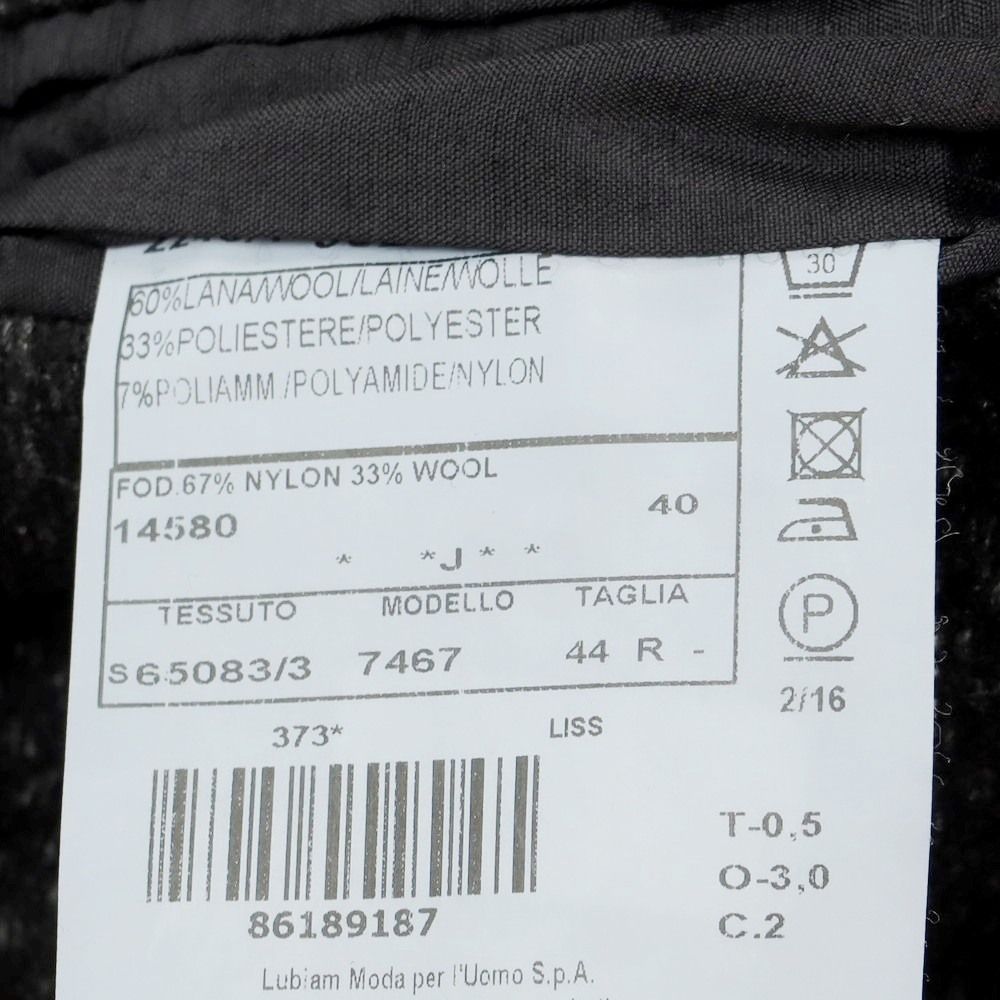 60%LANA/WOOL/LAINE/WOLLE
33%POLIESTERE/POLYESTER
7%POLIAMM./POLYAMIDE/NYLON
FOD.67% NYLON 33% WOOL
14580 40
* *J * *
TESSUTO MODELLO TAGLIA
S65083/3 7467 44 R -
373* LISS
86189187
Lubiam Moda per l'Uomo S.p.A.
30
P
2/16
T-0,5
O-3,0
C.2